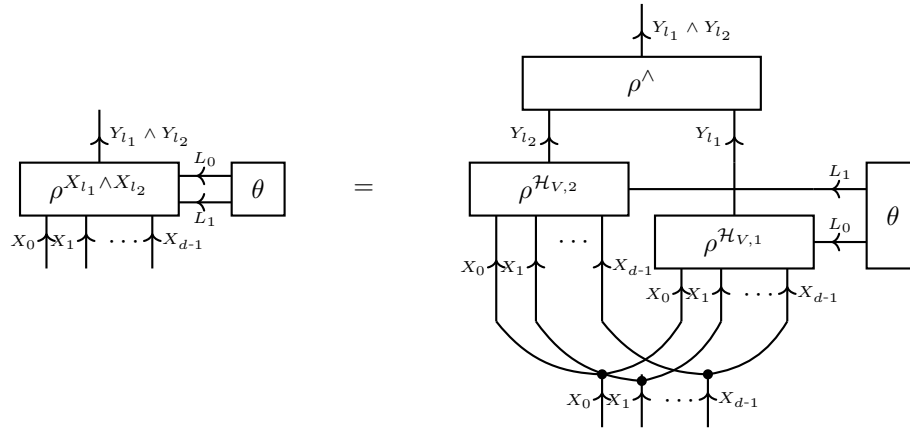 Y_{l_1} ∧ Y_{l_2}
ρ^∧
Y_{l_1} ∧ Y_{l_2} Y_{l_2} Y_{l_1}
L_0 L_1
ρ^{X_{l_1} ∧ X_{l_2}} θ = ρ^{\mathcal{H}_{V,2}}
L_1 L_0 θ
X_0 X_1 ... X_{d-1} ... ρ^{\mathcal{H}_{V,1}}
X_0 X_1 X_{d-1} X_0 X_1 ... X_{d-1}
X_0 X_1 ... X_{d-1}